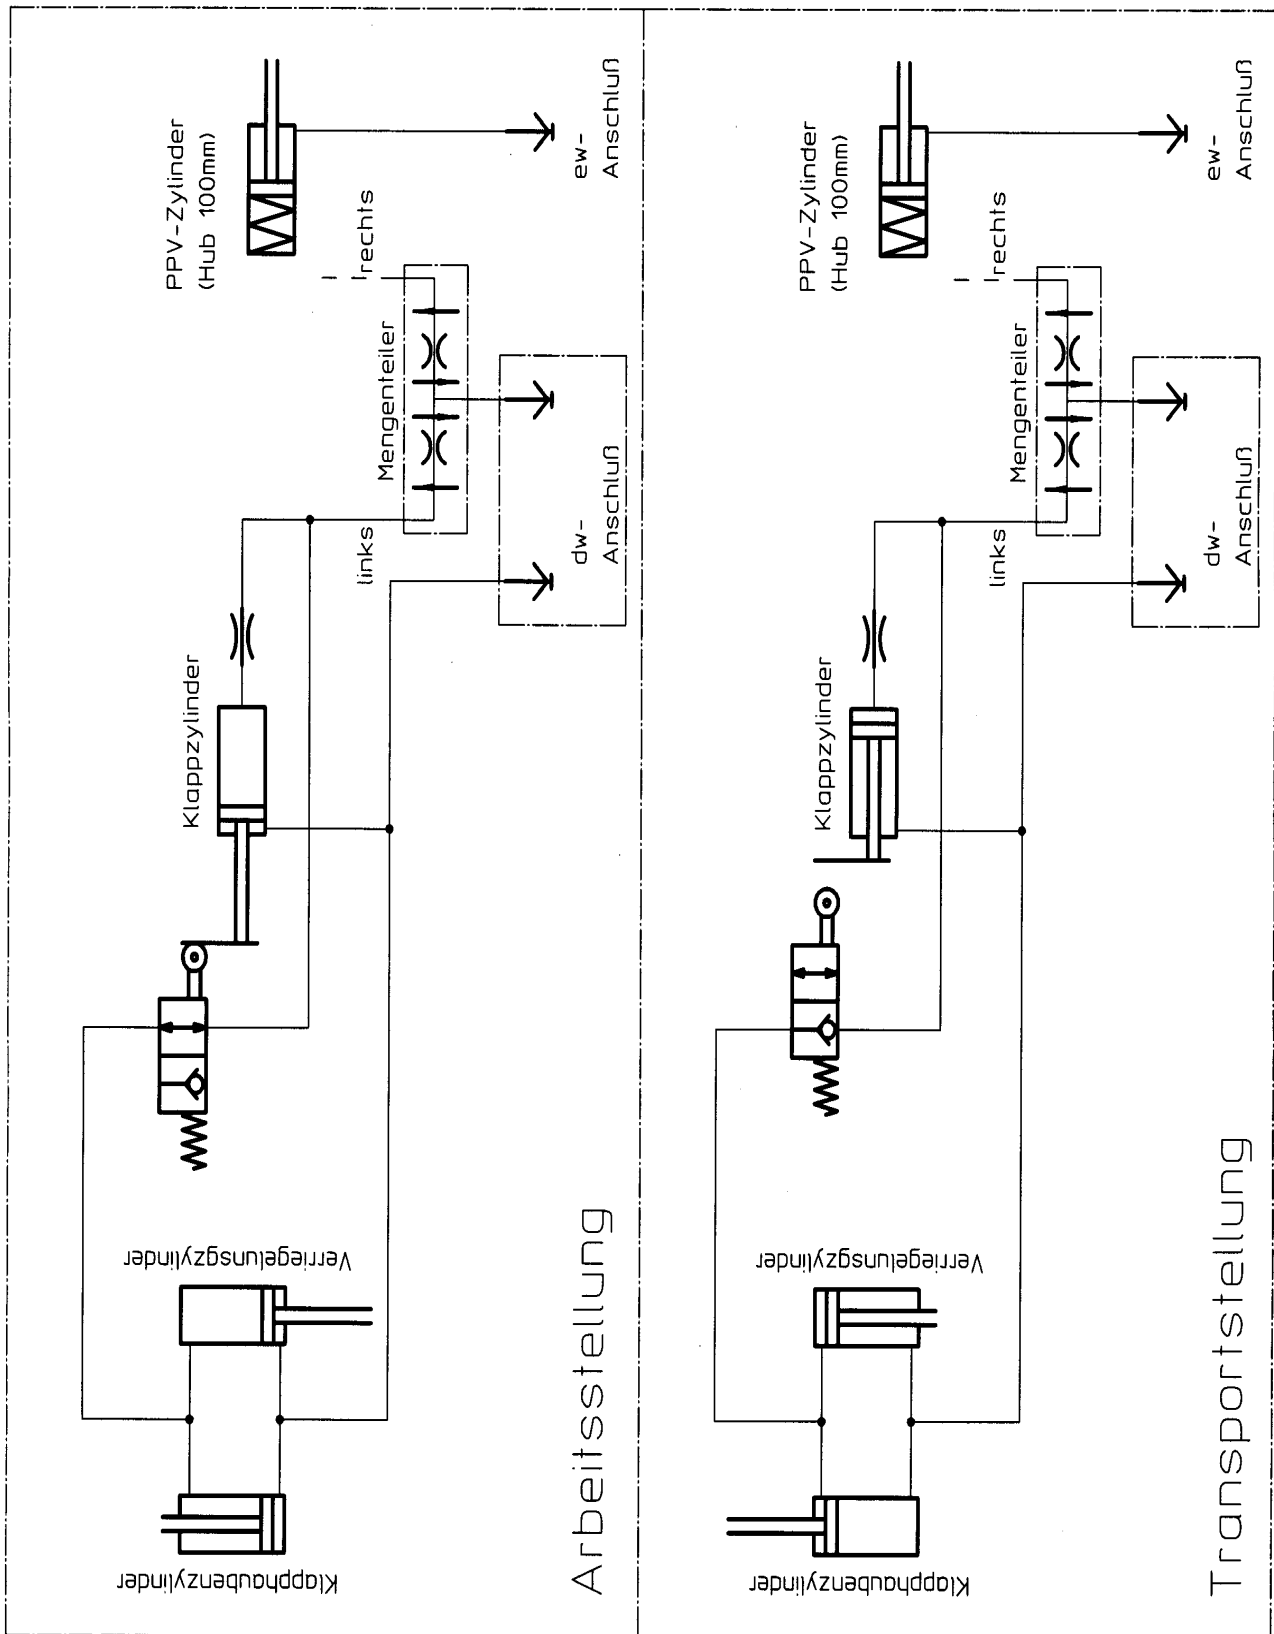 PPV-Zylinder
(Hub 100mm)
rechts
ew-
Anschluß
Mengenteiler
links
dw-
Anschluß
Klappzylinder
Verriegelunsgzylinder
Klapphaubenzylinder
Arbeitsstellung
PPV-Zylinder
(Hub 100mm)
rechts
ew-
Anschluß
Mengenteiler
links
dw-
Anschluß
Klappzylinder
Verriegelunsgzylinder
Klapphaubenzylinder
Transportstellung